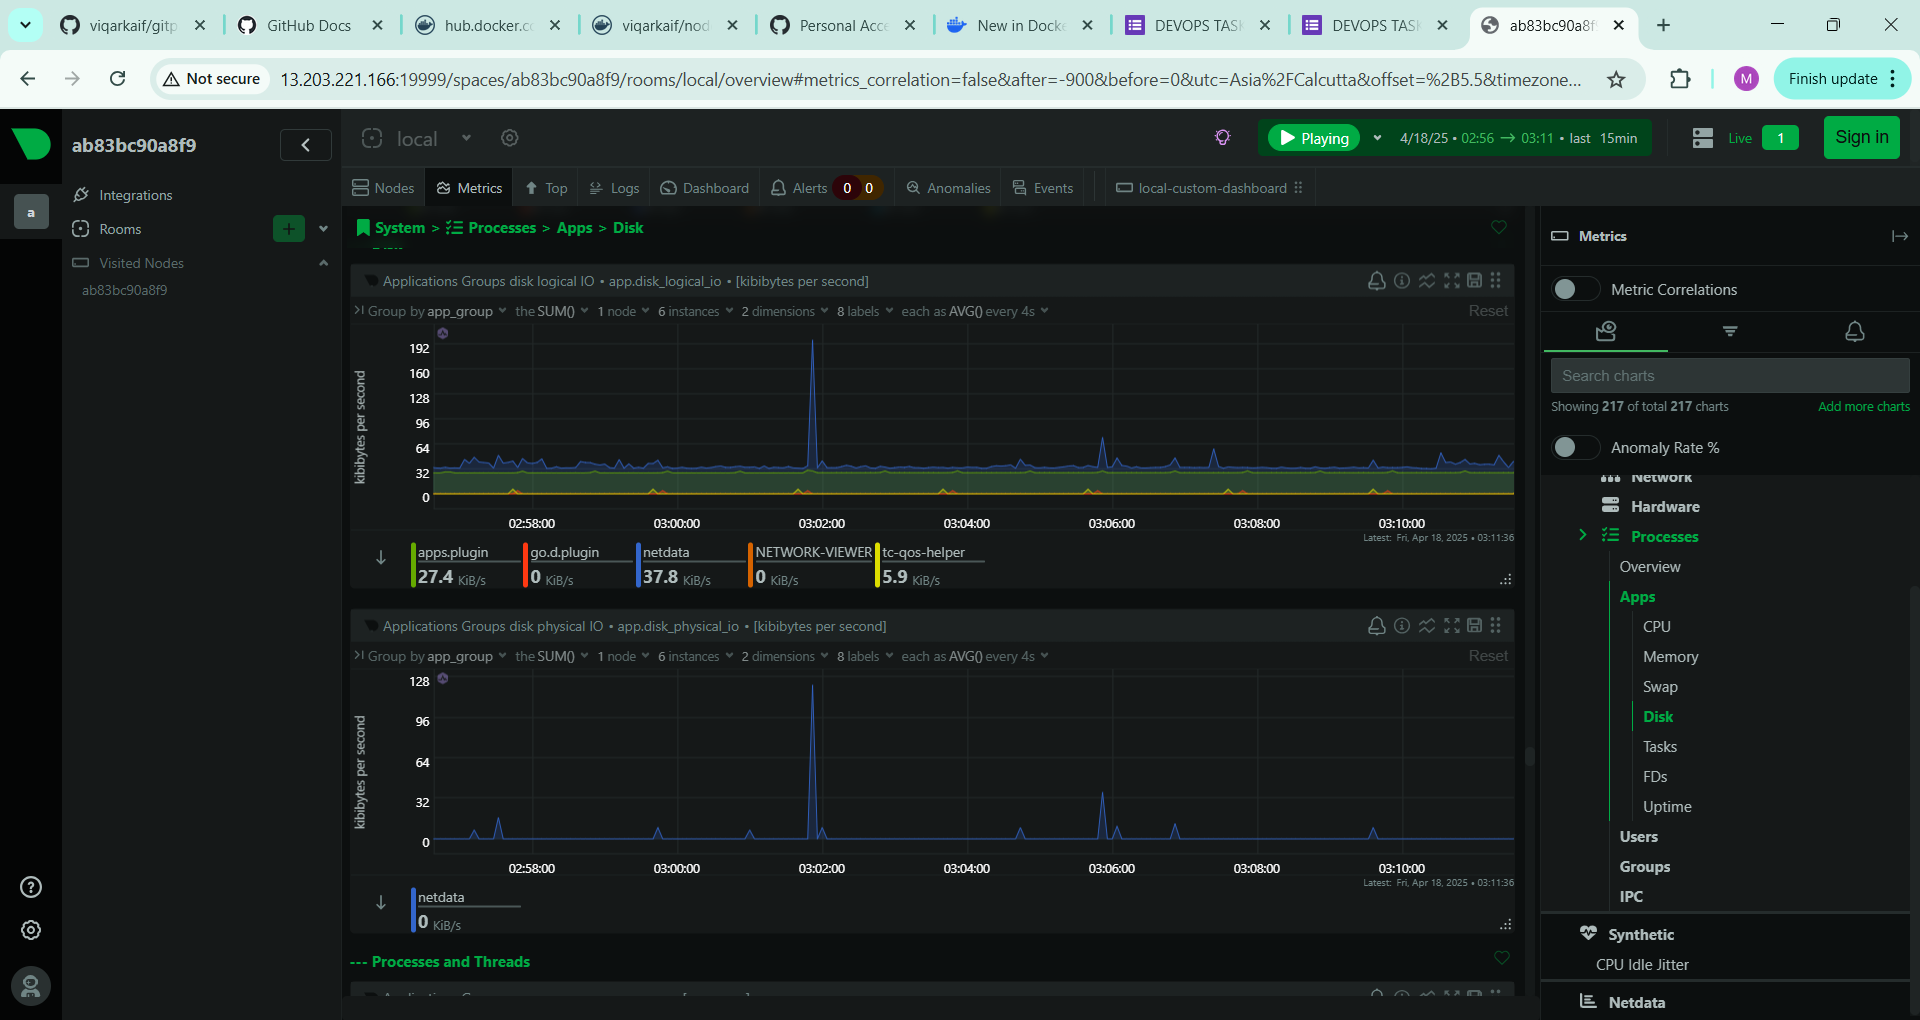 viqarkaif/gitp
GitHub Docs
hub.docker.co
viqarkaif/nod
Personal Acce
New in Docke
DEVOPS TASK
DEVOPS TASK
ab83bc90a8f9
Not secure
13.203.221.166:19999/spaces/ab83bc90a8f9/rooms/local/overview#metrics_correlation=false&after=-900&before=0&utc=Asia%2FCalcutta&offset=%2B5.5&timezone...
M
Finish update
ab83bc90a8f9
local
Playing
4/18/25 • 02:56 → 03:11 • last 15min
Live
1
Sign in
a
Integrations
Rooms
Visited Nodes
ab83bc90a8f9
Nodes
Metrics
Top
Logs
Dashboard
Alerts 0 0
Anomalies
Events
local-custom-dashboard
System > Processes > Apps > Disk
Applications Groups disk logical IO • app.disk_logical_io • [kibibytes per second]
Group by app_group the SUM() 1 node 6 instances 2 dimensions 8 labels each as AVG() every 4s
Reset
kibibytes per second
192
160
128
96
64
32
0
02:58:00
03:00:00
03:02:00
03:04:00
03:06:00
03:08:00
03:10:00
Latest: Fri, Apr 18, 2025 • 03:11:36
apps.plugin
27.4 KiB/s
go.d.plugin
0 KiB/s
netdata
37.8 KiB/s
NETWORK-VIEWER
0 KiB/s
tc-qos-helper
5.9 KiB/s
Applications Groups disk physical IO • app.disk_physical_io • [kibibytes per second]
Group by app_group the SUM() 1 node 6 instances 2 dimensions 8 labels each as AVG() every 4s
Reset
kibibytes per second
128
96
64
32
0
02:58:00
03:00:00
03:02:00
03:04:00
03:06:00
03:08:00
03:10:00
Latest: Fri, Apr 18, 2025 • 03:11:36
netdata
0 KiB/s
--- Processes and Threads
Metrics
Metric Correlations
Search charts
Showing 217 of total 217 charts
Add more charts
Anomaly Rate %
Network
Hardware
Processes
Overview
Apps
CPU
Memory
Swap
Disk
Tasks
FDs
Uptime
Users
Groups
IPC
Synthetic
CPU Idle Jitter
Netdata